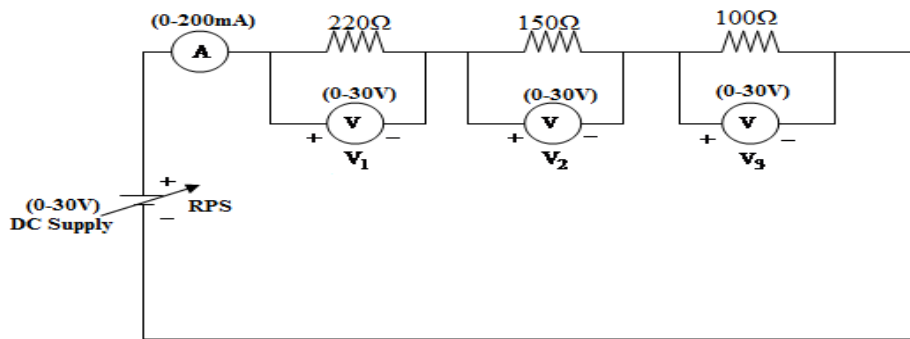 (0-200mA)
220Ω
150Ω
100Ω
A
(0-30V)
(0-30V)
(0-30V)
V
V
V
+
−
+
−
+
−
V₁
V₂
V₃
+
(0-30V)
RPS
−
DC Supply